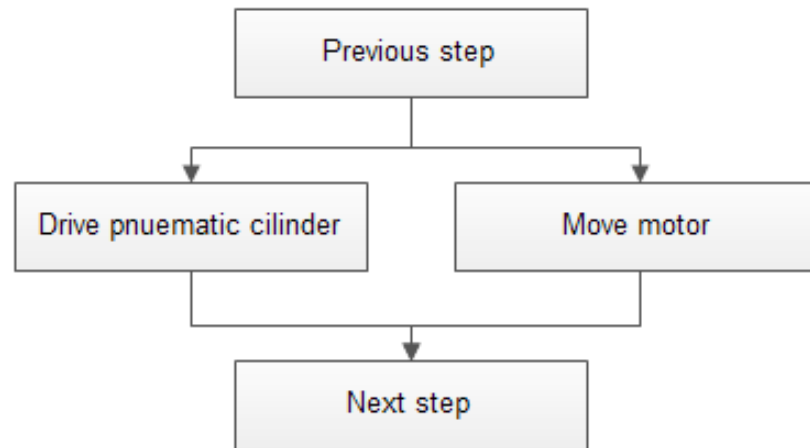 Previous step
Drive pnuematic cilinder
Move motor
Next step